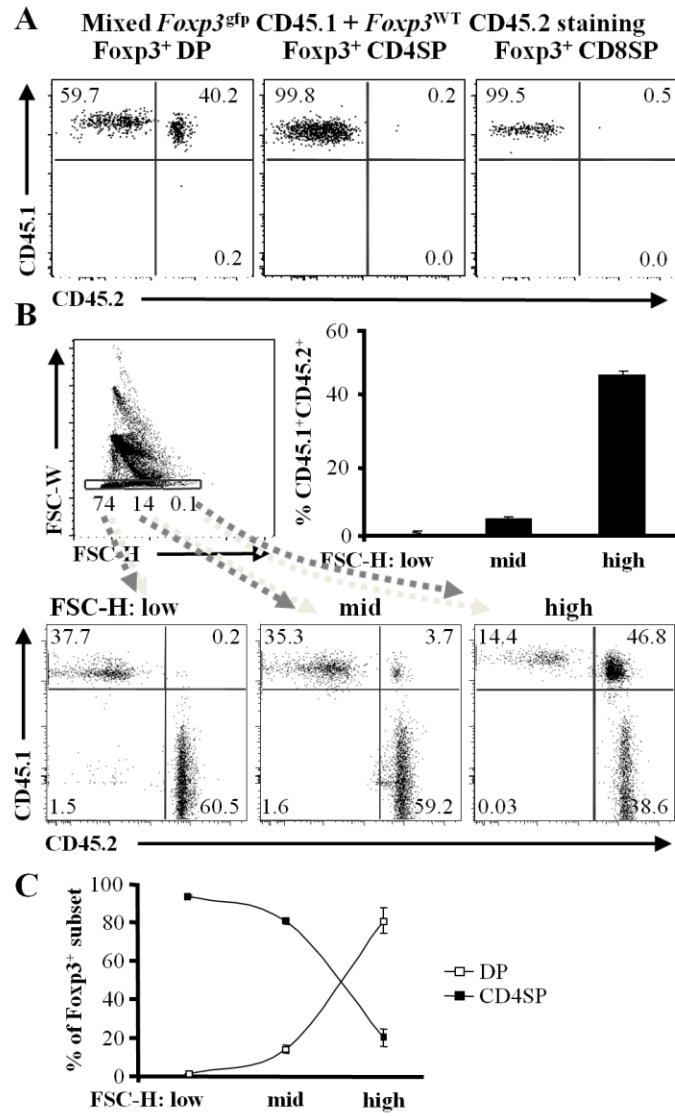 A
Mixed Foxp3gfp CD45.1 + Foxp3WT CD45.2 staining
Foxp3+ DP Foxp3+ CD4SP Foxp3+ CD8SP
59.7 40.2 99.8 0.2 99.5 0.5
0.2 0.0 0.0
CD45.1
CD45.2
B
FSC-W
74 14 0.1
FSC-H
% CD45.1+CD45.2+
60
40
20
0
FSC-H: low mid high
FSC-H: low mid high
37.7 0.2 35.3 3.7 14.4 46.8
1.5 60.5 1.6 59.2 0.03 38.6
CD45.1
CD45.2
C
% of Foxp3+ subset
100
80
60
40
20
0
DP
CD4SP
FSC-H: low mid high